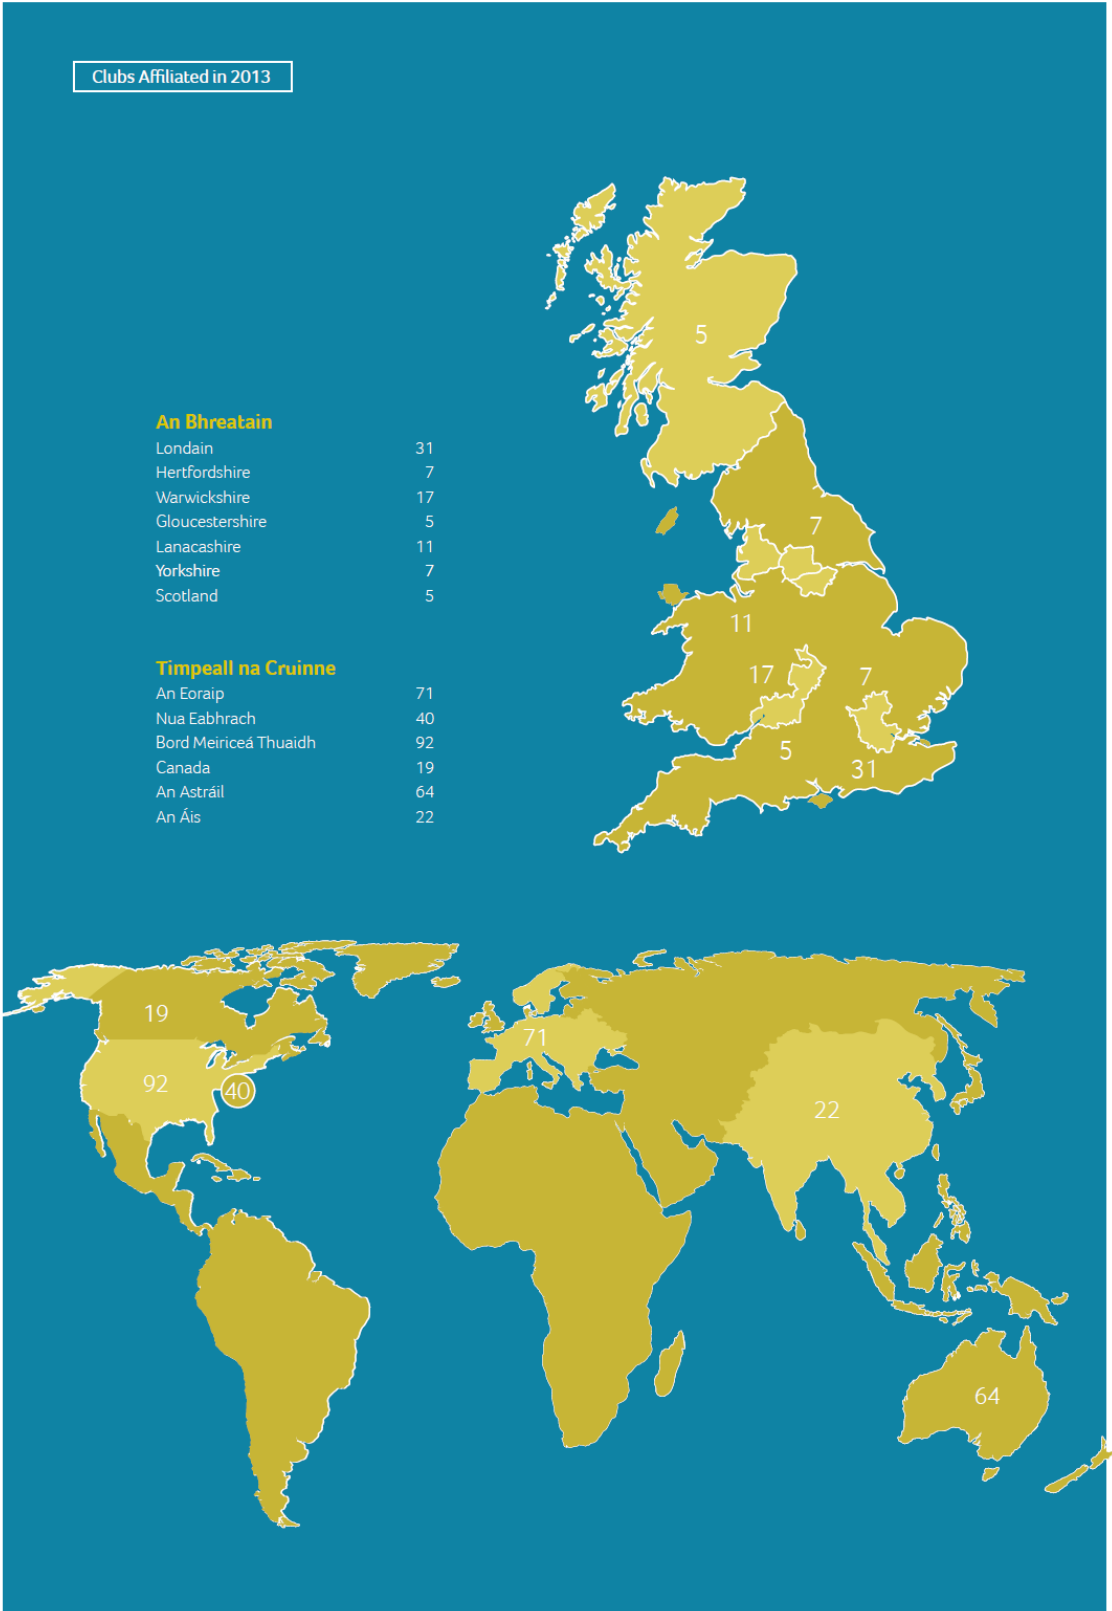 Clubs Affiliated in 2013
An Bhreatain
Londain 31
Hertfordshire 7
Warwickshire 17
Gloucestershire 5
Lanacashire 11
Yorkshire 7
Scotland 5
Timpeall na Cruinne
An Eoraip 71
Nua Eabhrach 40
Bord Meiriceá Thuaidh 92
Canada 19
An Astráil 64
An Áis 22
5
7
11
17
7
5
31
19
92
40
71
22
64